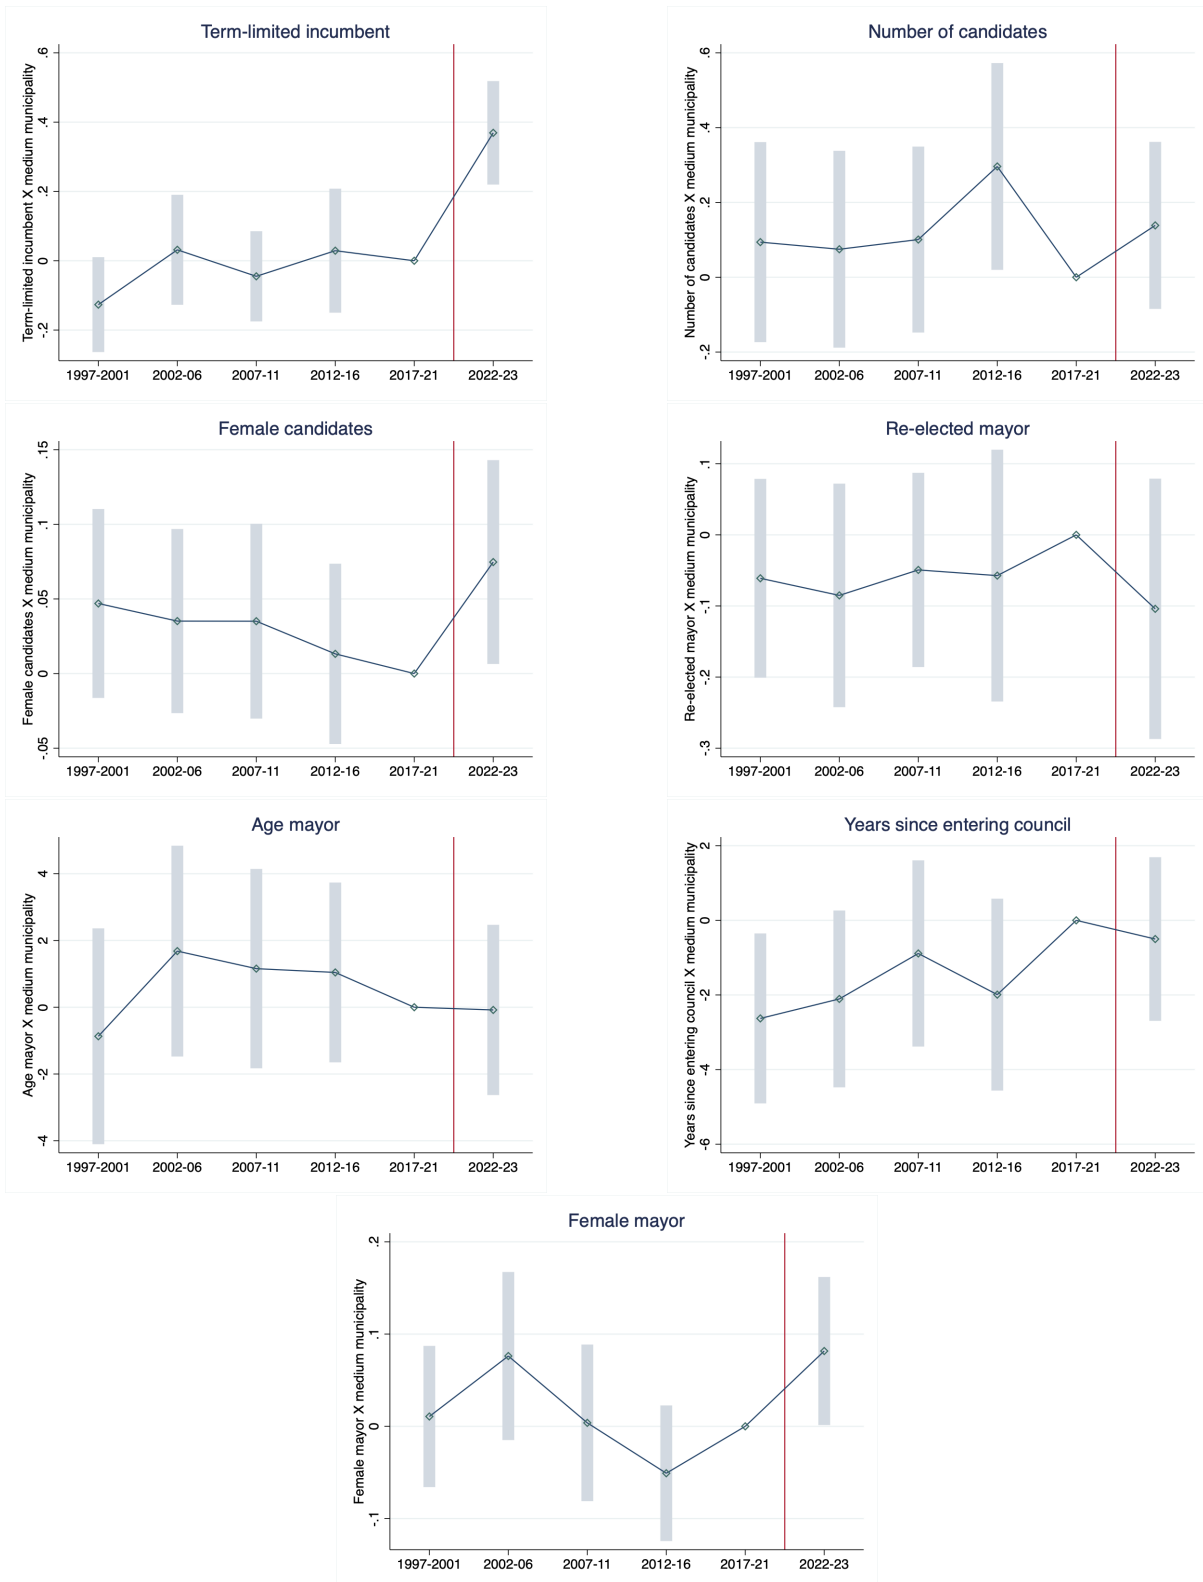 Term-limited incumbent
Term-limited incumbent X medium municipality
.6
.4
.2
0
-.2
1997-2001 2002-06 2007-11 2012-16 2017-21 2022-23
Number of candidates
Number of candidates X medium municipality
.6
.4
.2
0
-.2
1997-2001 2002-06 2007-11 2012-16 2017-21 2022-23
Female candidates
Female candidates X medium municipality
.15
.1
.05
0
-.05
1997-2001 2002-06 2007-11 2012-16 2017-21 2022-23
Re-elected mayor
Re-elected mayor X medium municipality
.1
0
-.1
-.2
-.3
1997-2001 2002-06 2007-11 2012-16 2017-21 2022-23
Age mayor
Age mayor X medium municipality
4
2
0
-2
-4
1997-2001 2002-06 2007-11 2012-16 2017-21 2022-23
Years since entering council
Years since entering council X medium municipality
2
0
-2
-4
-6
1997-2001 2002-06 2007-11 2012-16 2017-21 2022-23
Female mayor
Female mayor X medium municipality
.2
.1
0
-.1
1997-2001 2002-06 2007-11 2012-16 2017-21 2022-23